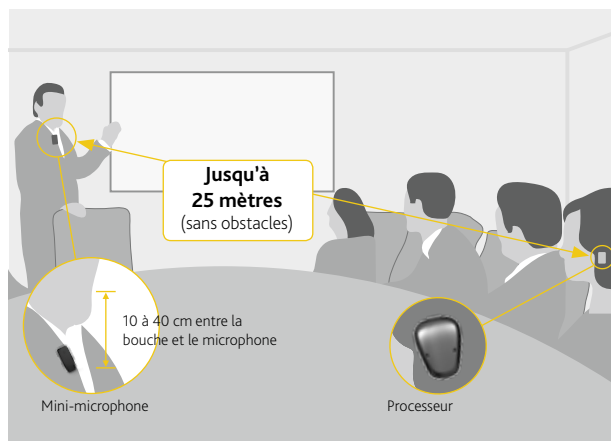 Jusqu'à
25 mètres
(sans obstacles)
10 à 40 cm entre la
bouche et le microphone
Mini-microphone
Processeur